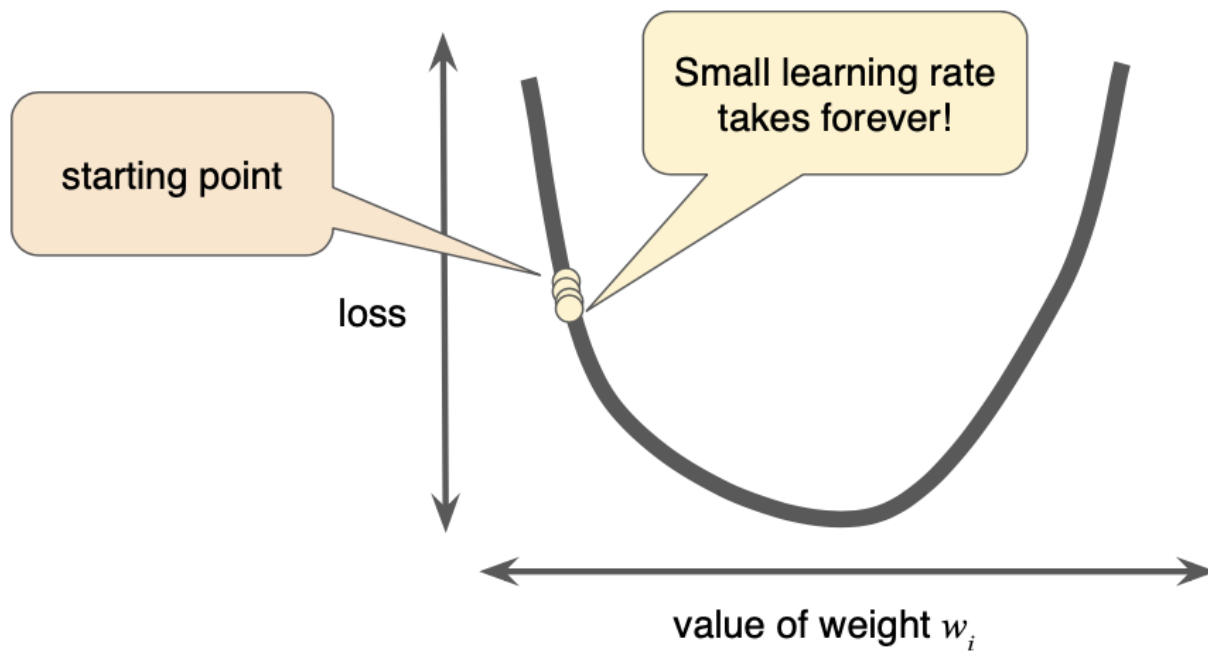 Small learning rate
takes forever!
starting point
loss
value of weight wᵢ